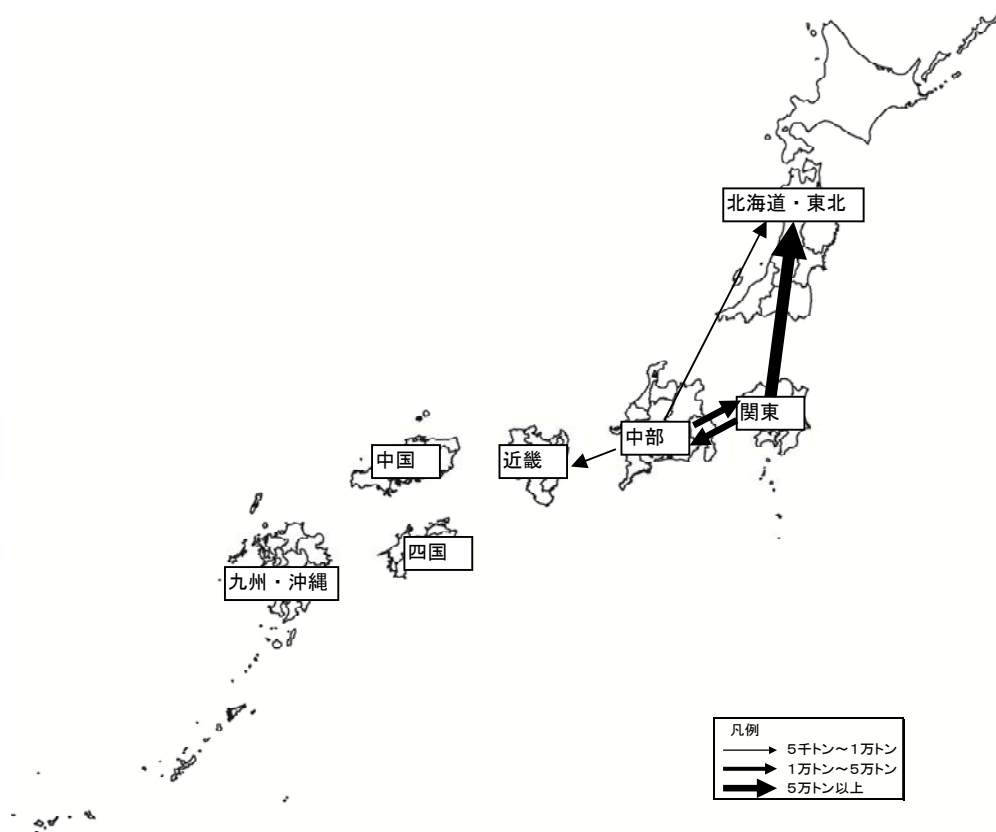 北海道・東北
関東
中部
近畿
中国
四国
九州・沖縄
凡例
５千トン～１万トン
１万トン～５万トン
５万トン以上